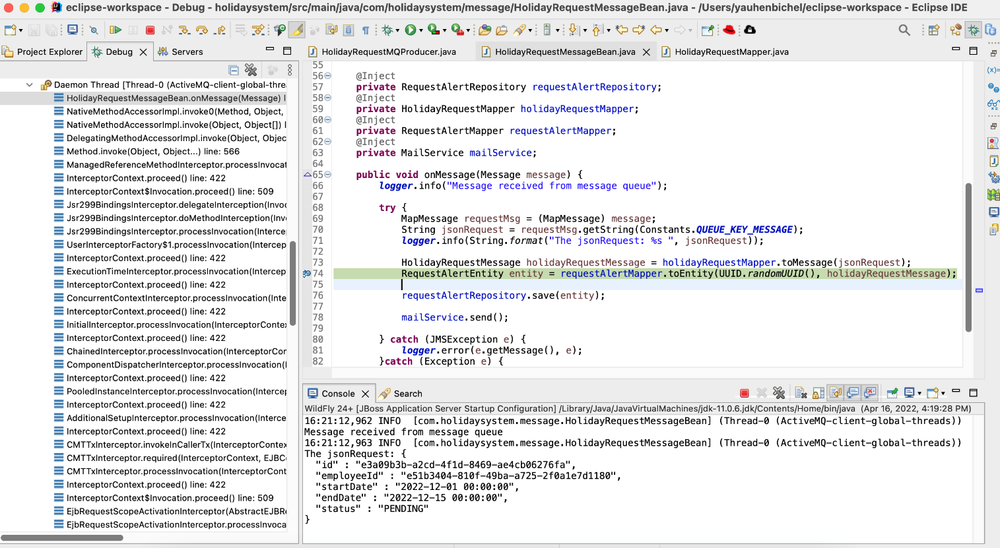 eclipse-workspace - Debug - holidaysystem/src/main/java/com/holidaysystem/message/HolidayRequestMessageBean.java - /Users/yauhenbichel/eclipse-workspace - Eclipse IDE
Project Explorer
Debug
Servers
Daemon Thread [Thread-0 (ActiveMQ-client-global-threa
HolidayRequestMessageBean.onMessage(Message) l
NativeMethodAccessorImpl.invoke0(Method, Object,
NativeMethodAccessorImpl.invoke(Object, Object[]) l
DelegatingMethodAccessorImpl.invoke(Object, Objec
Method.invoke(Object, Object...) line: 566
ManagedReferenceMethodInterceptor.processInvocat
InterceptorContext.proceed() line: 422
InterceptorContext$Invocation.proceed() line: 509
Jsr299BindingsInterceptor.delegateInterception(Invoc
Jsr299BindingsInterceptor.doMethodInterception(Inv
Jsr299BindingsInterceptor.processInvocation(Interce
UserInterceptorFactory$1.processInvocation(Intercep
InterceptorContext.proceed() line: 422
ExecutionTimeInterceptor.processInvocation(Intercep
InterceptorContext.proceed() line: 422
ConcurrentContextInterceptor.processInvocation(Inte
InterceptorContext.proceed() line: 422
InitialInterceptor.processInvocation(InterceptorContex
InterceptorContext.proceed() line: 422
ChainedInterceptor.processInvocation(InterceptorCon
ComponentDispatcherInterceptor.processInvocation(I
InterceptorContext.proceed() line: 422
PooledInstanceInterceptor.processInvocation(Interce
InterceptorContext.proceed() line: 422
AdditionalSetupInterceptor.processInvocation(Interce
InterceptorContext.proceed() line: 422
CMTTxInterceptor.invokeInCallerTx(InterceptorContex
CMTTxInterceptor.required(InterceptorContext, EJBC
CMTTxInterceptor.processInvocation(InterceptorCont
InterceptorContext.proceed() line: 422
InterceptorContext$Invocation.proceed() line: 509
EjbRequestScopeActivationInterceptor(AbstractEJBR
EjbRequestScopeActivationInterceptor.processInvoca
HolidayRequestMQProducer.java
HolidayRequestMessageBean.java
HolidayRequestMapper.java
55
56 @Inject
57 private RequestAlertRepository requestAlertRepository;
58 @Inject
59 private HolidayRequestMapper holidayRequestMapper;
60 @Inject
61 private RequestAlertMapper requestAlertMapper;
62 @Inject
63 private MailService mailService;
64
65 public void onMessage(Message message) {
66 logger.info("Message received from message queue");
67
68 try {
69 MapMessage requestMsg = (MapMessage) message;
70 String jsonRequest = requestMsg.getString(Constants.QUEUE_KEY_MESSAGE);
71 logger.info(String.format("The jsonRequest: %s ", jsonRequest));
72
73 HolidayRequestMessage holidayRequestMessage = holidayRequestMapper.toMessage(jsonRequest);
74 RequestAlertEntity entity = requestAlertMapper.toEntity(UUID.randomUUID(), holidayRequestMessage);
75
76 requestAlertRepository.save(entity);
77
78 mailService.send();
79
80 } catch (JMSException e) {
81 logger.error(e.getMessage(), e);
82 }catch (Exception e) {
Console
Search
WildFly 24+ [JBoss Application Server Startup Configuration] /Library/Java/JavaVirtualMachines/jdk-11.0.6.jdk/Contents/Home/bin/java (Apr 16, 2022, 4:19:28 PM)
16:21:12,962 INFO [com.holidaysystem.message.HolidayRequestMessageBean] (Thread-0 (ActiveMQ-client-global-threads))
Message received from message queue
16:21:12,963 INFO [com.holidaysystem.message.HolidayRequestMessageBean] (Thread-0 (ActiveMQ-client-global-threads))
The jsonRequest: {
"id" : "e3a09b3b-a2cd-4f1d-8469-ae4cb06276fa",
"employeeId" : "e51b3404-810f-49ba-a725-2f0a1e7d1180",
"startDate" : "2022-12-01 00:00:00",
"endDate" : "2022-12-15 00:00:00",
"status" : "PENDING"
}